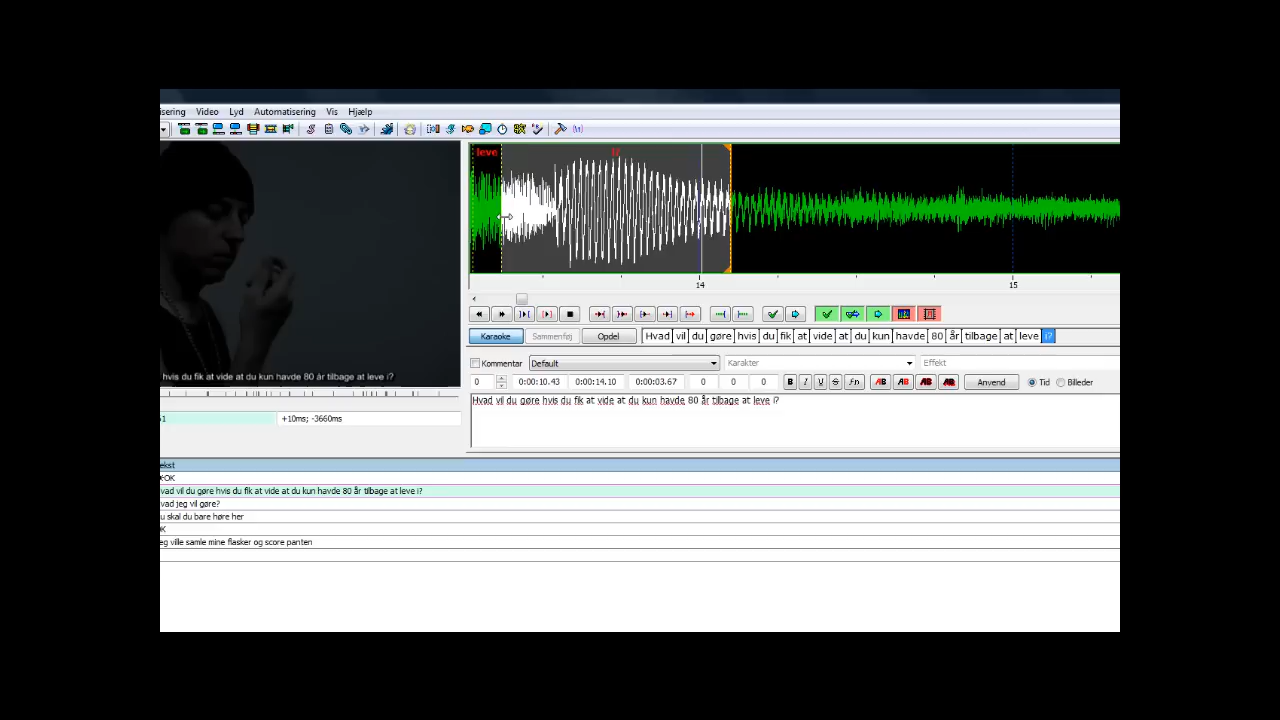 isering Video Lyd Automatisering Vis Hjælp
leve i?
14 15
Karaoke Sammenføj Opdel Hvad vil du gøre hvis du fik at vide at du kun havde 80 år tilbage at leve i?
Kommentar Default Karakter Effekt
0 0:00:10.43 0:00:14.10 0:00:03.67 0 0 0 B I U S Fn AB AB AB AB Anvend Tid Billeder
Hvad vil du gøre hvis du fik at vide at du kun havde 80 år tilbage at leve i?
hvis du fik at vide at du kun havde 80 år tilbage at leve i?
+10ms; -3660ms
ekst
OK
vad vil du gøre hvis du fik at vide at du kun havde 80 år tilbage at leve i?
vad jeg vil gøre?
u skal du bare høre her
K
eg ville samle mine flasker og score panten